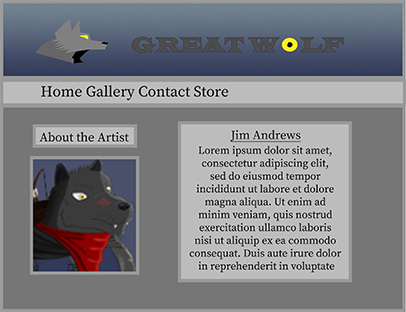 GREAT WOLF
Home Gallery Contact Store
About the Artist
Jim Andrews
Lorem ipsum dolor sit amet,
consectetur adipiscing elit,
sed do eiusmod tempor
incididunt ut labore et dolore
magna aliqua. Ut enim ad
minim veniam, quis nostrud
exercitation ullamco laboris
nisi ut aliquip ex ea commodo
consequat. Duis aute irure dolor
in reprehenderit in voluptate